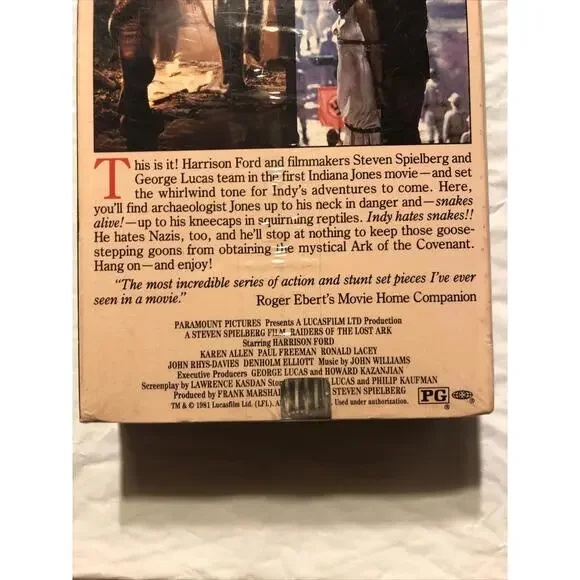 This is it! Harrison Ford and filmmakers Steven Spielberg and
George Lucas team in the first Indiana Jones movie—and set
the whirlwind tone for Indy's adventures to come. Here,
you'll find archaeologist Jones up to his neck in danger and—snakes
alive!—up to his kneecaps in squirming reptiles. Indy hates snakes!!
He hates Nazis, too, and he'll stop at nothing to keep those goose-
stepping goons from obtaining the mystical Ark of the Covenant.
Hang on—and enjoy!
"The most incredible series of action and stunt set pieces I've ever
seen in a movie."
Roger Ebert's Movie Home Companion
PARAMOUNT PICTURES Presents A LUCASFILM LTD Production
A STEVEN SPIELBERG FILM RAIDERS OF THE LOST ARK
Starring HARRISON FORD
KAREN ALLEN PAUL FREEMAN RONALD LACEY
JOHN RHYS-DAVIES DENHOLM ELLIOTT Music by JOHN WILLIAMS
Executive Producers GEORGE LUCAS and HOWARD KAZANJIAN
Screenplay by LAWRENCE KASDAN LUCAS and PHILIP KAUFMAN
Produced by FRANK STEVEN SPIELBERG
TM & © 1981 Lucasfilm Ltd. (LFL). Used under authorization.
PG